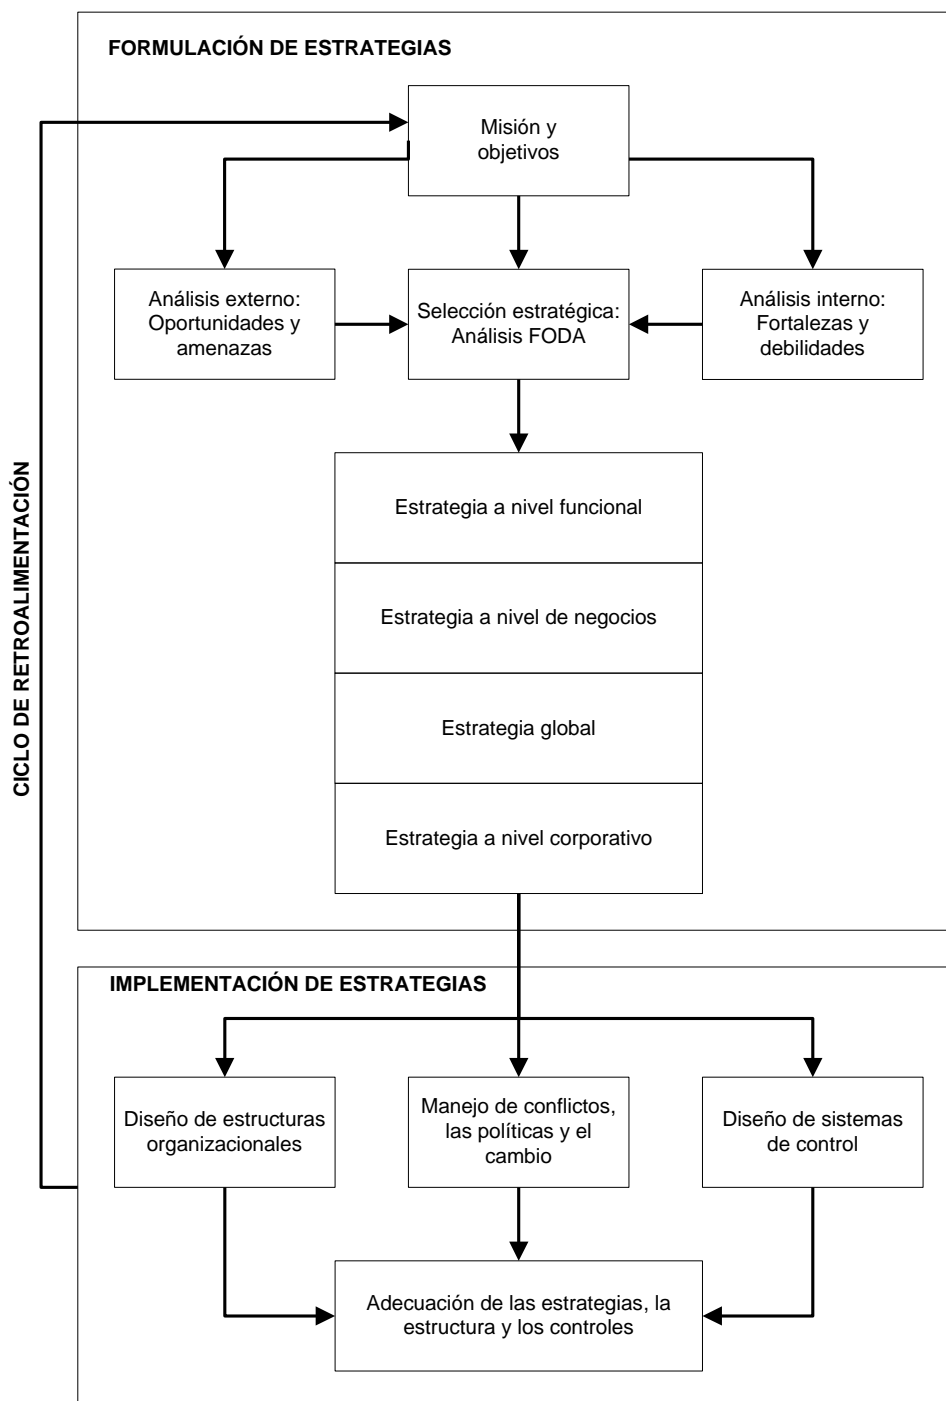 FORMULACIÓN DE ESTRATEGIAS
Misión y
objetivos
Análisis externo:
Oportunidades y
amenazas
Selección estratégica:
Análisis FODA
Análisis interno:
Fortalezas y
debilidades
CICLO DE RETROALIMENTACIÓN
Estrategia a nivel funcional
Estrategia a nivel de negocios
Estrategia global
Estrategia a nivel corporativo
IMPLEMENTACIÓN DE ESTRATEGIAS
Diseño de estructuras
organizacionales
Manejo de conflictos,
las políticas y el
cambio
Diseño de sistemas
de control
Adecuación de las estrategias, la
estructura y los controles